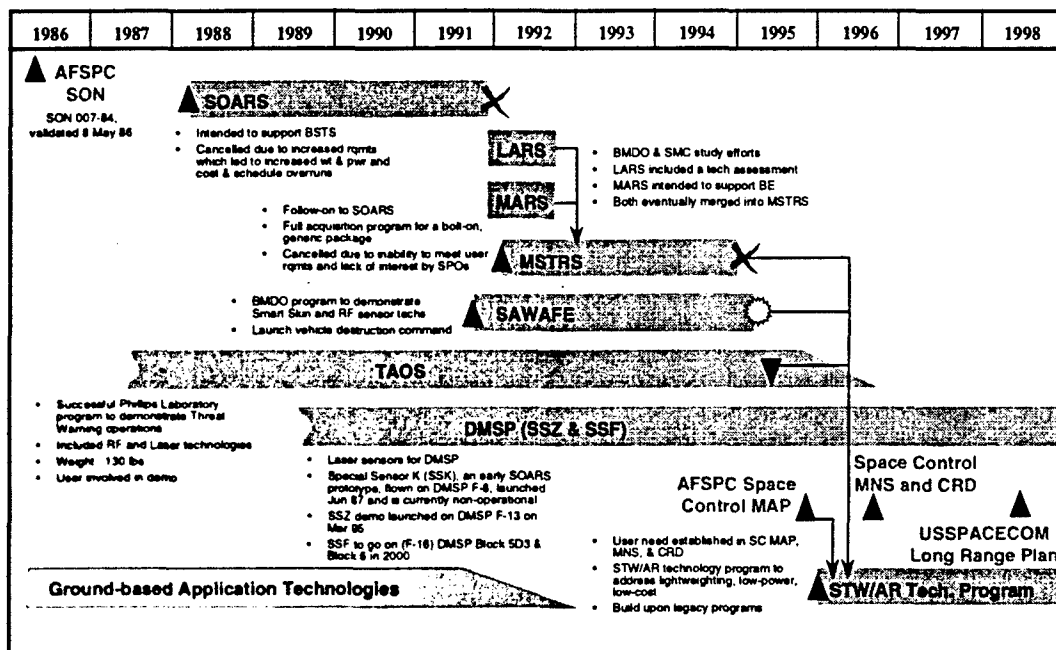 1986 1987 1988 1989 1990 1991 1992 1993 1994 1995 1996 1997 1998
AFSPC
SON
SON 007-84,
validated 8 May 86
SOARS
• Intended to support BSTS
• Cancelled due to increased rqmts
which led to increased wt & pwr and
cost & schedule overruns
LARS
MARS
• BMDO & SMC study efforts
• LARS included a tech assessment
• MARS intended to support BE
• Both eventually merged into MSTRS
• Follow-on to SOARS
• Full acquisition program for a bolt-on,
generic package
• Cancelled due to inability to meet user
rqmts and lack of interest by SPOs
MSTRS
• BMDO program to demonstrate
Smart Skin and RF sensor techs
• Launch vehicle destruction command
SAWAFE
TAOS
• Successful Phillips Laboratory
program to demonstrate Threat
Warning operations
• Included RF and Laser technologies
• Weight 130 lbs
• User involved in demo
DMSP (SSZ & SSF)
• Laser sensors for DMSP
• Special Sensor K (SSK), an early SOARS
prototype, flown on DMSP F-8, launched
Jun 87 and is currently non-operational
• SSZ demo launched on DMSP F-13 on
Mar 95
• SSF to go on (F-16) DMSP Block 5D3 &
Block 6 in 2000
AFSPC Space
Control MAP
Space Control
MNS and CRD
USSPACECOM
Long Range Plan
• User need established in SC MAP,
MNS, & CRD
• STW/AR technology program to
address lightweighting, low-power,
low-cost
• Build upon legacy programs
Ground-based Application Technologies
STW/AR Tech. Program